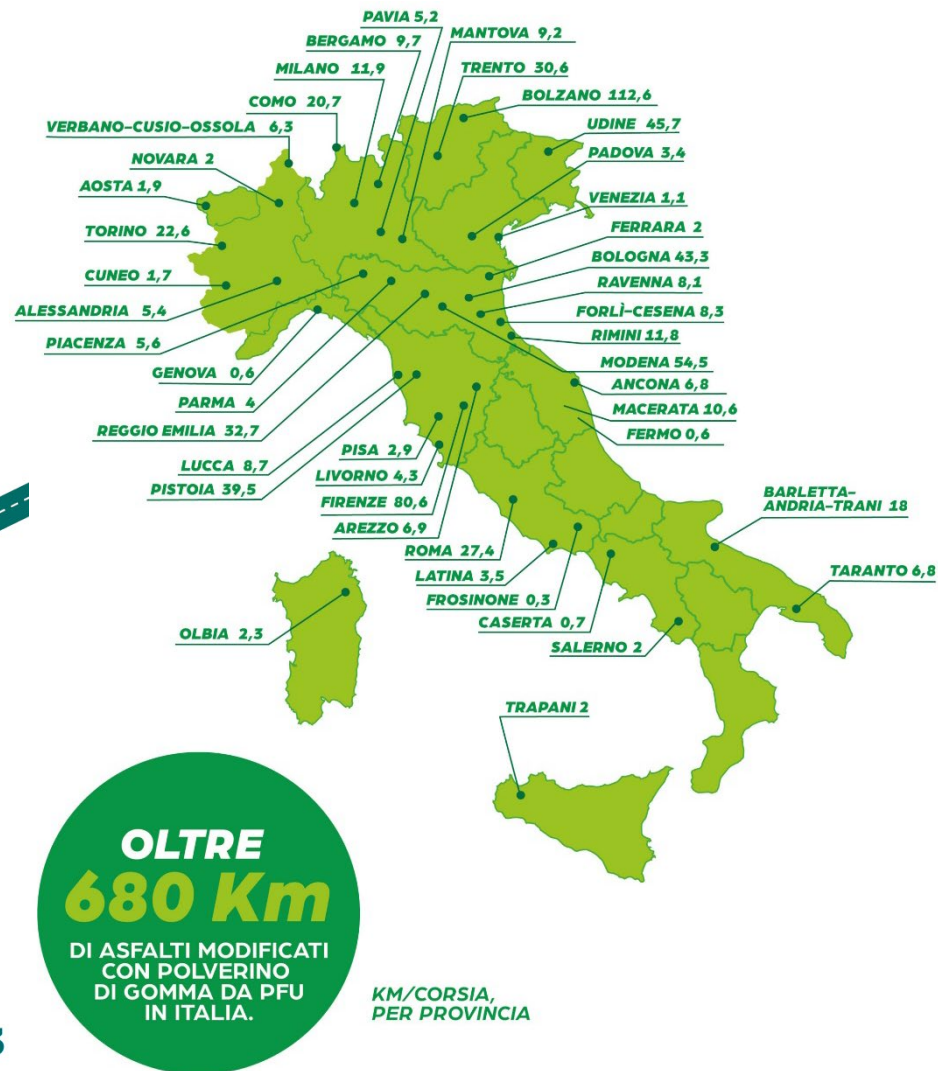 PAVIA 5,2
BERGAMO 9,7
MANTOVA 9,2
MILANO 11,9
TRENTO 30,6
COMO 20,7
BOLZANO 112,6
VERBANO-CUSIO-OSSOLA 6,3
UDINE 45,7
NOVARA 2
PADOVA 3,4
AOSTA 1,9
VENEZIA 1,1
TORINO 22,6
FERRARA 2
BOLOGNA 43,3
CUNEO 1,7
RAVENNA 8,1
ALESSANDRIA 5,4
FORLÌ-CESENA 8,3
PIACENZA 5,6
RIMINI 11,8
GENOVA 0,6
MODENA 54,5
PARMA 4
ANCONA 6,8
REGGIO EMILIA 32,7
MACERATA 10,6
FERMO 0,6
LUCCA 8,7
PISA 2,9
PISTOIA 39,5
LIVORNO 4,3
FIRENZE 80,6
AREZZO 6,9
BARLETTA-
ANDRIA-TRANI 18
ROMA 27,4
LATINA 3,5
TARANTO 6,8
FROSINONE 0,3
CASERTA 0,7
OLBIA 2,3
SALERNO 2
TRAPANI 2
OLTRE
680 Km
DI ASFALTI MODIFICATI
CON POLVERINO
DI GOMMA DA PFU
IN ITALIA.
KM/CORSIA,
PER PROVINCIA